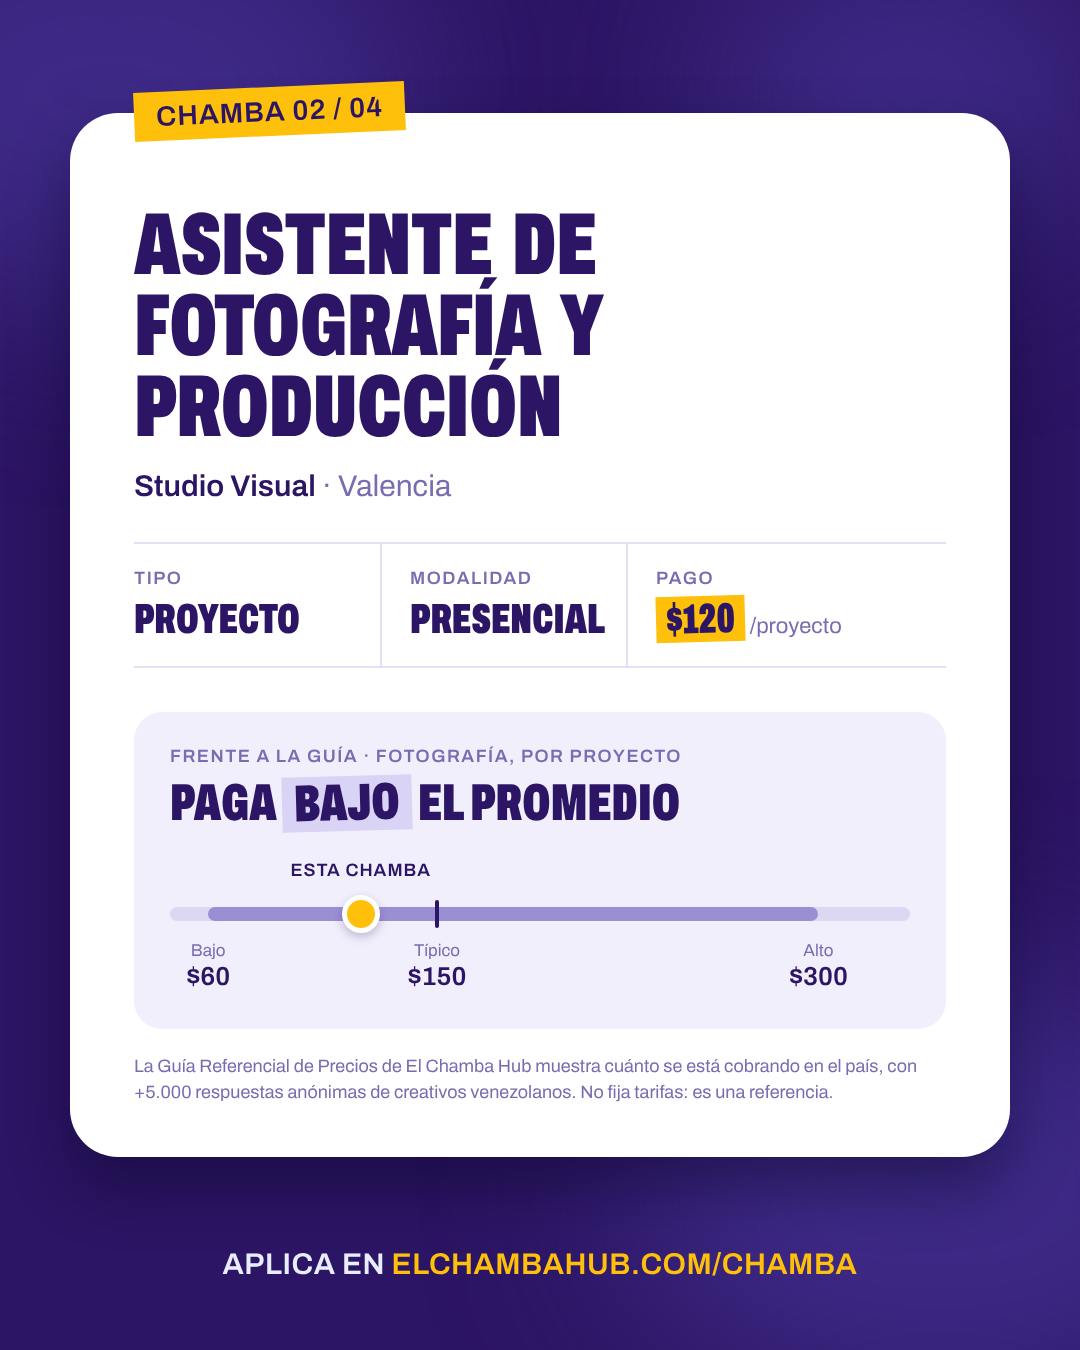 CHAMBA 02 / 04
ASISTENTE DE
FOTOGRAFÍA Y
PRODUCCIÓN
Studio Visual · Valencia
TIPO
PROYECTO
MODALIDAD
PRESENCIAL
PAGO
$120 /proyecto
FRENTE A LA GUÍA · FOTOGRAFÍA, POR PROYECTO
PAGA BAJO EL PROMEDIO
ESTA CHAMBA
Bajo
$60
Típico
$150
Alto
$300
La Guía Referencial de Precios de El Chamba Hub muestra cuánto se está cobrando en el país, con
+5.000 respuestas anónimas de creativos venezolanos. No fija tarifas: es una referencia.
APLICA EN ELCHAMBAHUB.COM/CHAMBA